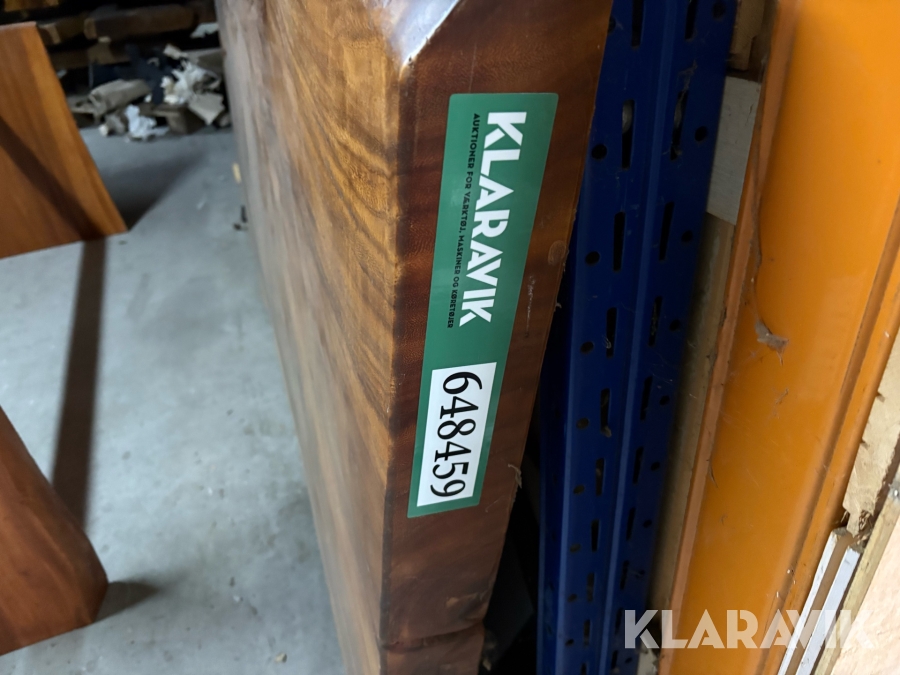 KLARAVIK
AUKTIONER FOR VÆRKTØJ, MASKINER OG KØRETØJER
648459
KLARAVIK